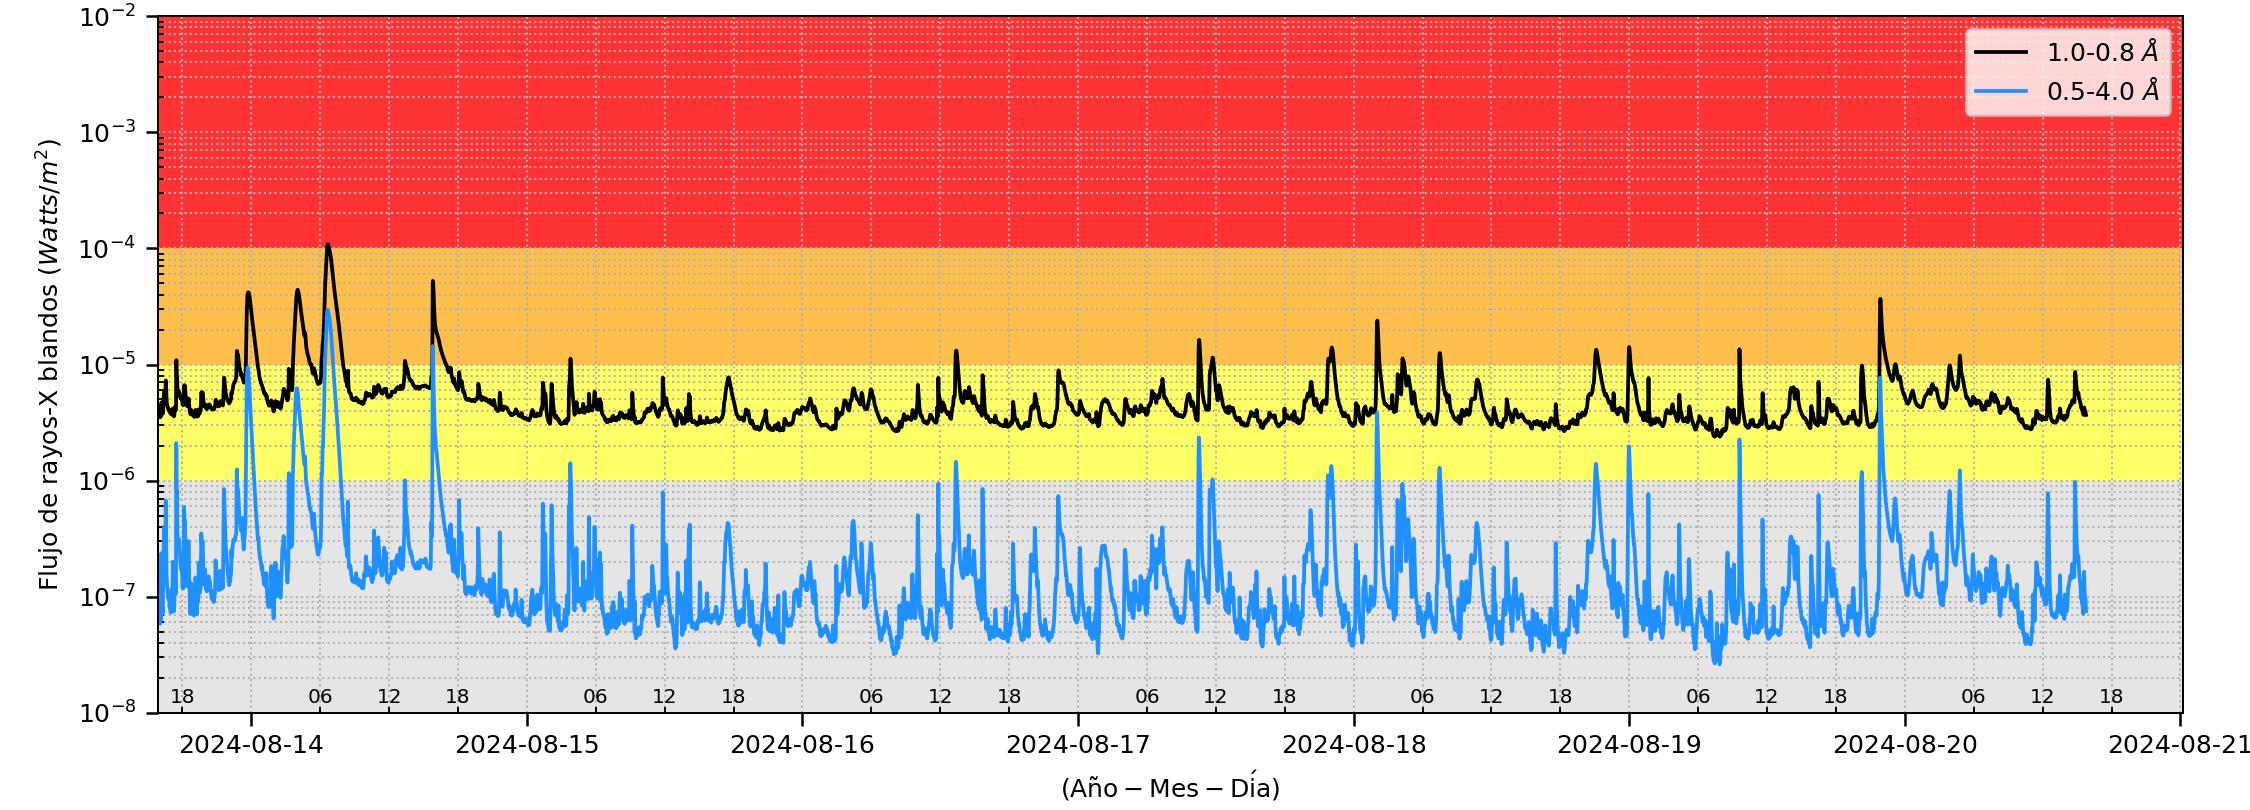 10⁻²
1.0-0.8 Å
0.5-4.0 Å
10⁻³
10⁻⁴
10⁻⁵
10⁻⁶
10⁻⁷
10⁻⁸
Flujo de rayos-X blandos (Watts/m²)
18 06 12 18 06 12 18 06 12 18 06 12 18 06 12 18 06 12 18 06 12 18
2024-08-14 2024-08-15 2024-08-16 2024-08-17 2024-08-18 2024-08-19 2024-08-20 2024-08-21
(Año − Mes − Día)